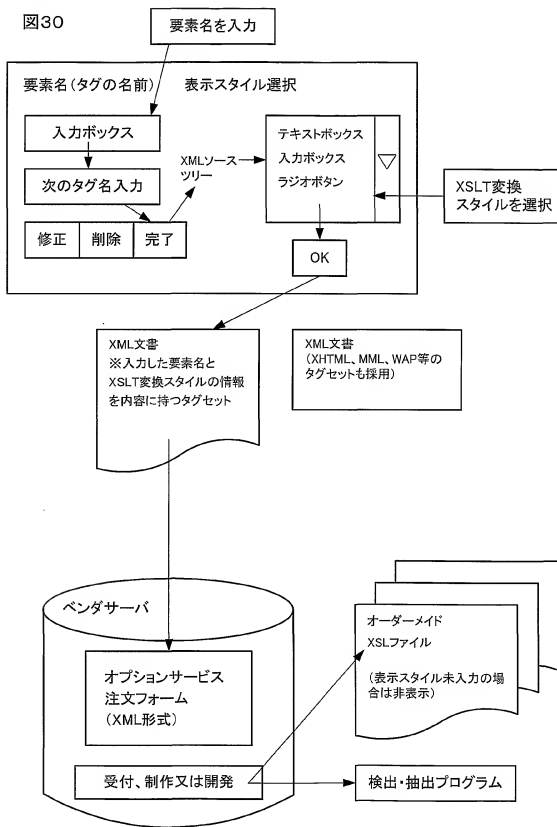 図30
要素名を入力
要素名(タグの名前)
表示スタイル選択
入力ボックス
次のタグ名入力
修正
削除
完了
XMLソース
ツリー
テキストボックス
入力ボックス
ラジオボタン
▽
XSLT変換
スタイルを選択
OK
XML文書
※入力した要素名と
XSLT変換スタイルの情報
を内容に持つタグセット
XML文書
(XHTML、MML、WAP等の
タグセットも採用)
ベンダサーバ
オプションサービス
注文フォーム
(XML形式)
受付、制作又は開発
オーダーメイド
XSLファイル
(表示スタイル未入力の場
合は非表示)
検出・抽出プログラム